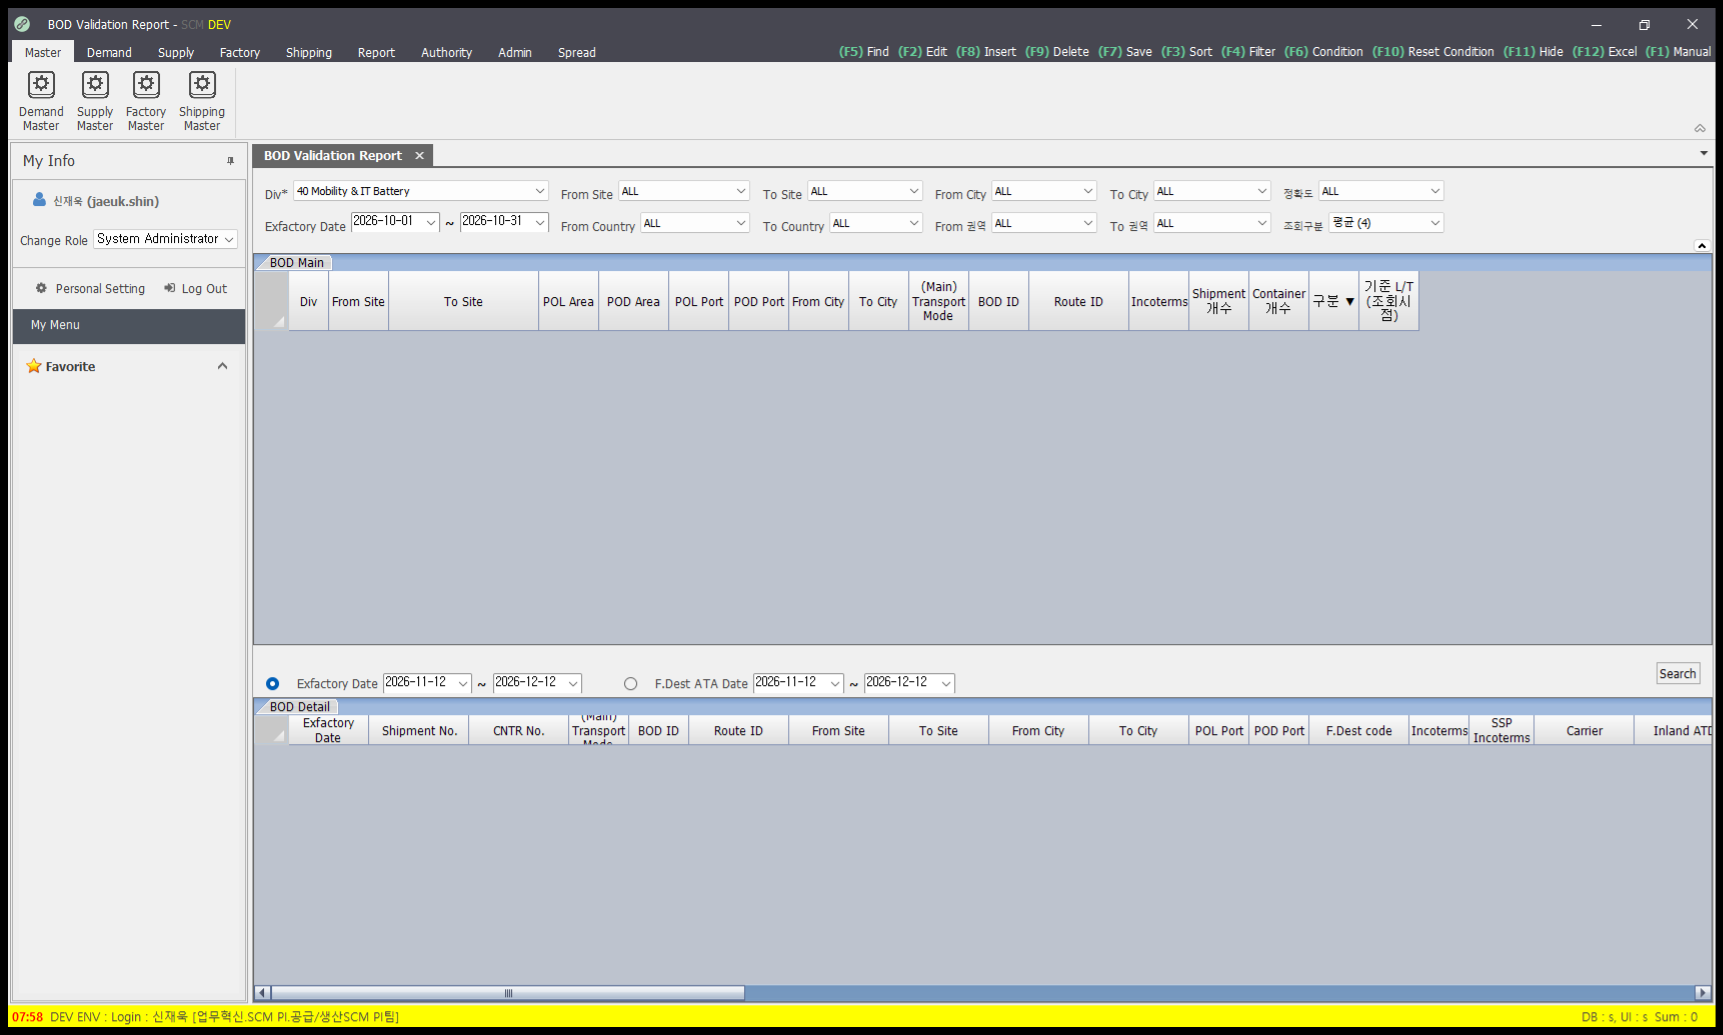 BOD Validation Report - SCM DEV
Master Demand Supply Factory Shipping Report Authority Admin Spread (F5) Find (F2) Edit (F8) Insert (F9) Delete (F7) Save (F3) Sort (F4) Filter (F6) Condition (F10) Reset Condition (F11) Hide (F12) Excel (F1) Manual
Demand Master
Supply Master
Factory Master
Shipping Master
My Info
신재욱 (jaeuk.shin)
Change Role System Administrator
Personal Setting Log Out
My Menu
Favorite
BOD Validation Report
Div* 40 Mobility & IT Battery From Site ALL To Site ALL From City ALL To City ALL 정확도 ALL
Exfactory Date 2026-10-01 ~ 2026-10-31 From Country ALL To Country ALL From 권역 ALL To 권역 ALL 조회구분 평균 (4)
BOD Main
Div From Site To Site POL Area POD Area POL Port POD Port From City To City (Main) Transport Mode BOD ID Route ID Incoterms Shipment 개수 Container 개수 구분 ▼ 기준 L/T (조회시점)
Exfactory Date 2026-11-12 ~ 2026-12-12 F.Dest ATA Date 2026-11-12 ~ 2026-12-12 Search
BOD Detail
Exfactory Date Shipment No. CNTR No. (Main) Transport Mode BOD ID Route ID From Site To Site From City To City POL Port POD Port F.Dest code Incoterms SSP Incoterms Carrier Inland ATD
07:58 DEV ENV : Login : 신재욱 [업무혁신.SCM PI.공급/생산SCM PI팀] DB : s, UI : s Sum : 0